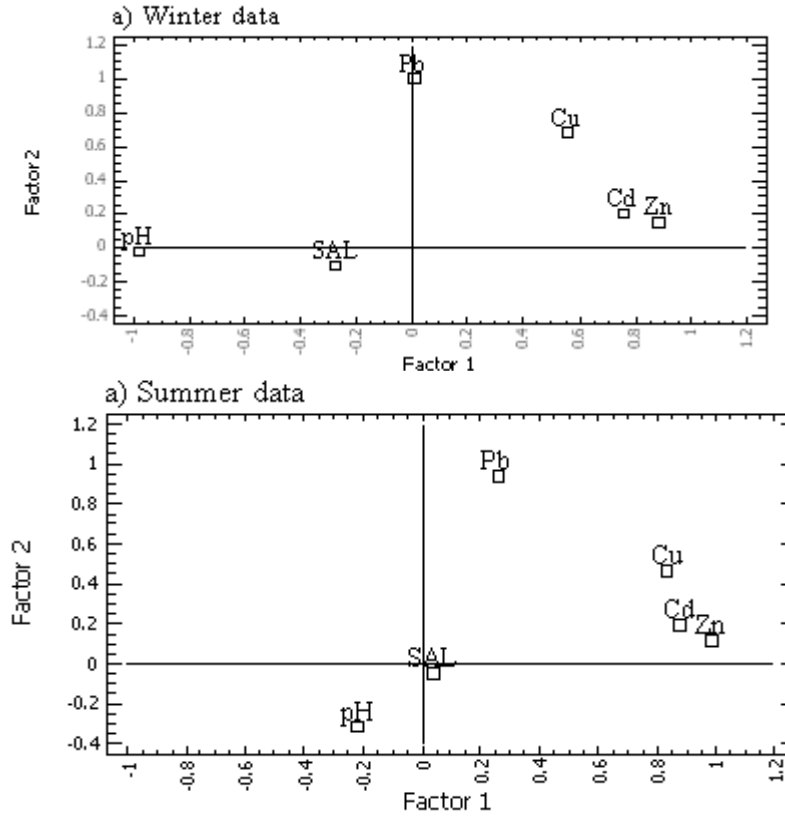 a) Winter data
1.2
1
0.8
0.6
0.4
0.2
0
-0.2
-0.4
Factor 2
Pb
Cu
Cd Zn
pH
SAL
-1 -0.8 -0.6 -0.4 -0.2 0 0.2 0.4 0.6 0.8 1 1.2
Factor 1
a) Summer data
1.2
1
0.8
0.6
0.4
0.2
0
-0.2
-0.4
Factor 2
Pb
Cu
Cd Zn
SAL
pH
-1 -0.8 -0.6 -0.4 -0.2 0 0.2 0.4 0.6 0.8 1 1.2
Factor 1